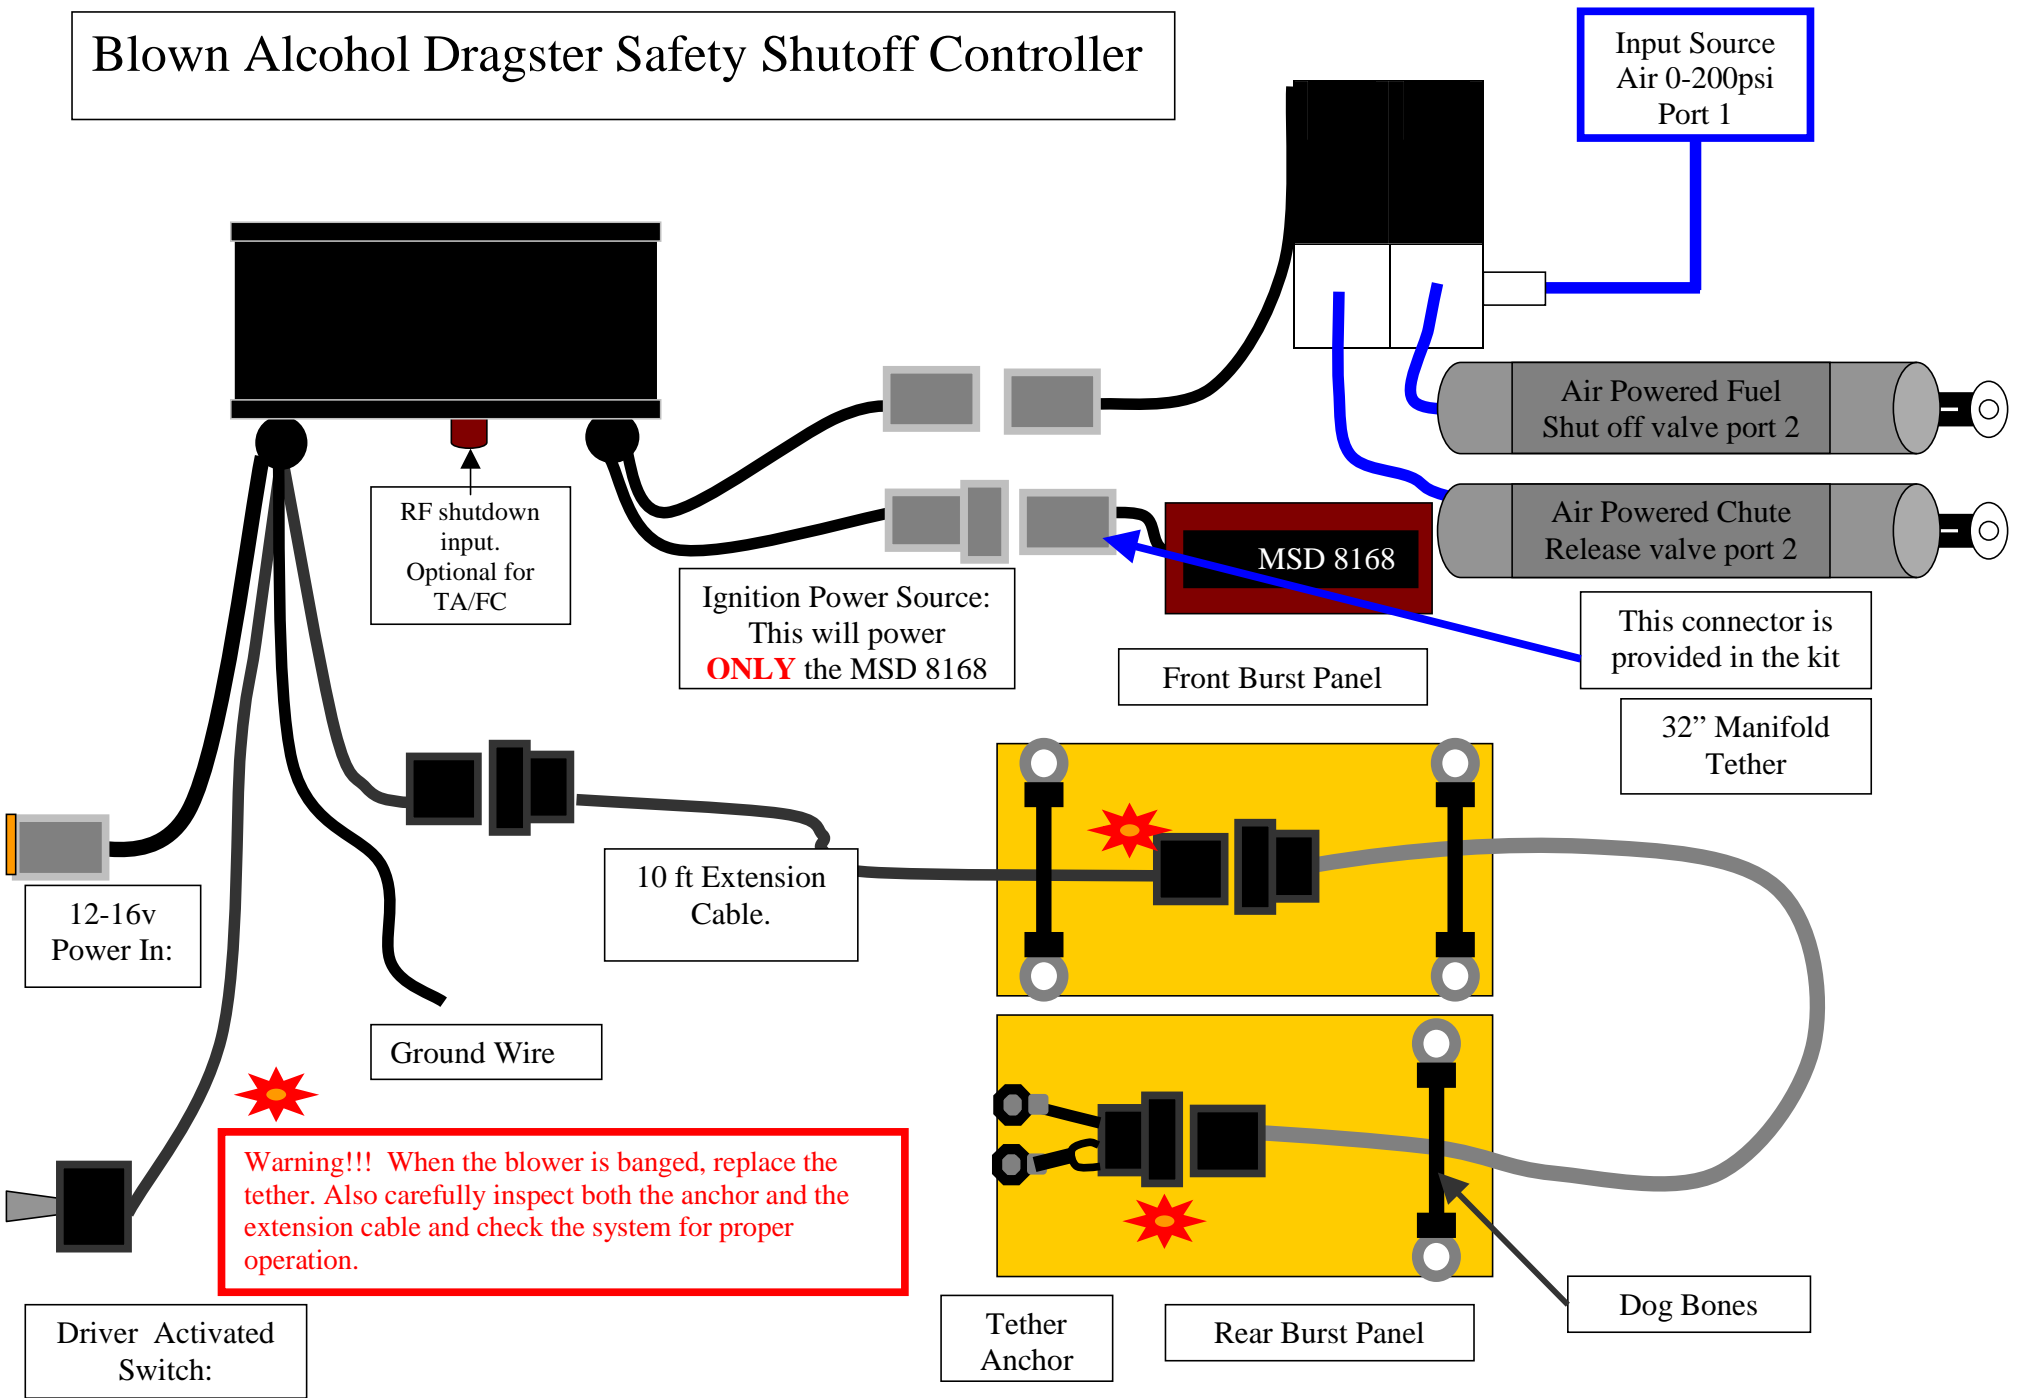 Blown Alcohol Dragster Safety Shutoff Controller
Input Source
Air 0-200psi
Port 1
Air Powered Fuel
Shut off valve port 2
Air Powered Chute
Release valve port 2
RF shutdown
input.
Optional for
TA/FC
MSD 8168
Ignition Power Source:
This will power
ONLY the MSD 8168
This connector is
provided in the kit
Front Burst Panel
32” Manifold
Tether
10 ft Extension
Cable.
12-16v
Power In:
Ground Wire
Warning!!!  When the blower is banged, replace the
tether. Also carefully inspect both the anchor and the
extension cable and check the system for proper
operation.
Driver  Activated
Switch:
Tether
Anchor
Rear Burst Panel
Dog Bones